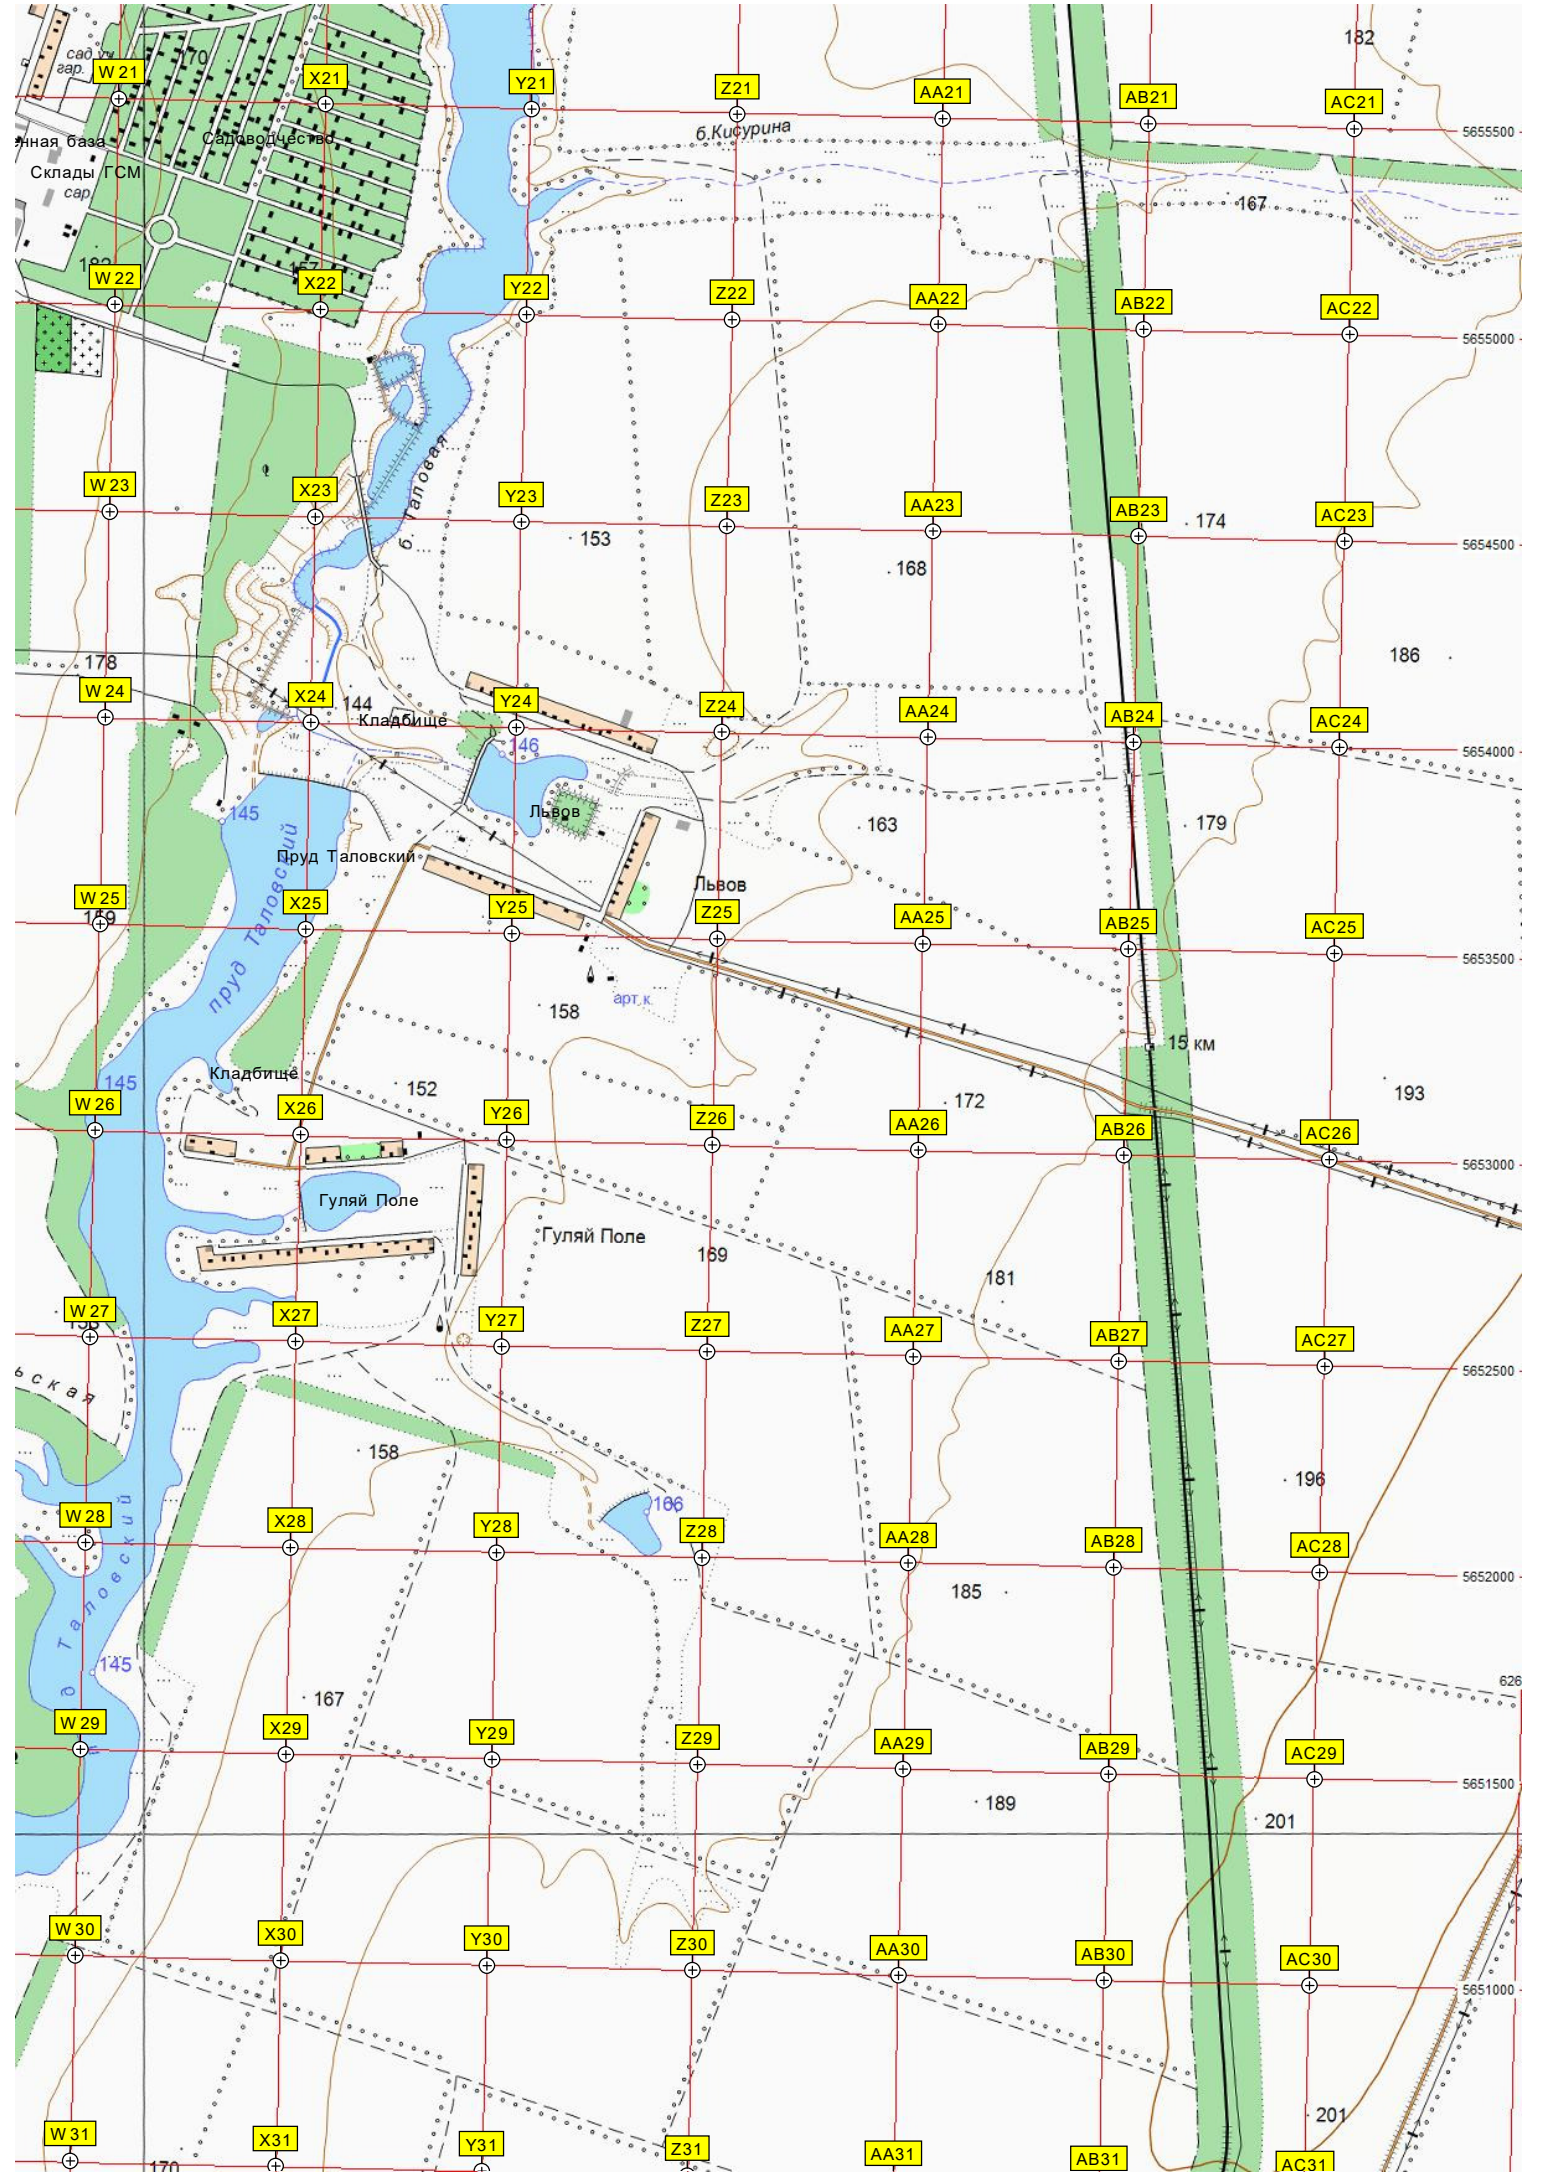 182
сад уч.
гар.
170
W 21
X21
Y21
Z21
AA21
AB21
AC21
5655500
б.Кисурина
Садоводчество
нная база
Склады ГСМ
сар.
167
W 22
X22
Y22
Z22
AA22
AB22
AC22
5655000
б. Таловая
W 23
X23
Y23
Z23
AA23
AB23
AC23
174
153
5654500
168
178
186
W 24
X24
Y24
Z24
AA24
AB24
AC24
144
Кладбище
146
5654000
145
Львов
163
179
Пруд Таловский
пруд Таловский
Львов
W 25
X25
Y25
Z25
AA25
AB25
AC25
159
5653500
арт.к.
158
15 км
Кладбище
145
152
172
193
W 26
X26
Y26
Z26
AA26
AB26
AC26
5653000
Гуляй Поле
Гуляй Поле
169
181
W 27
X27
Y27
Z27
AA27
AB27
AC27
5652500
ьская
158
196
166
W 28
X28
Y28
Z28
AA28
AB28
AC28
5652000
185
д Таловский
145
626
167
W 29
X29
Y29
Z29
AA29
AB29
AC29
5651500
189
201
W 30
X30
Y30
Z30
AA30
AB30
AC30
5651000
201
W 31
X31
Y31
Z31
AA31
AB31
AC31
170